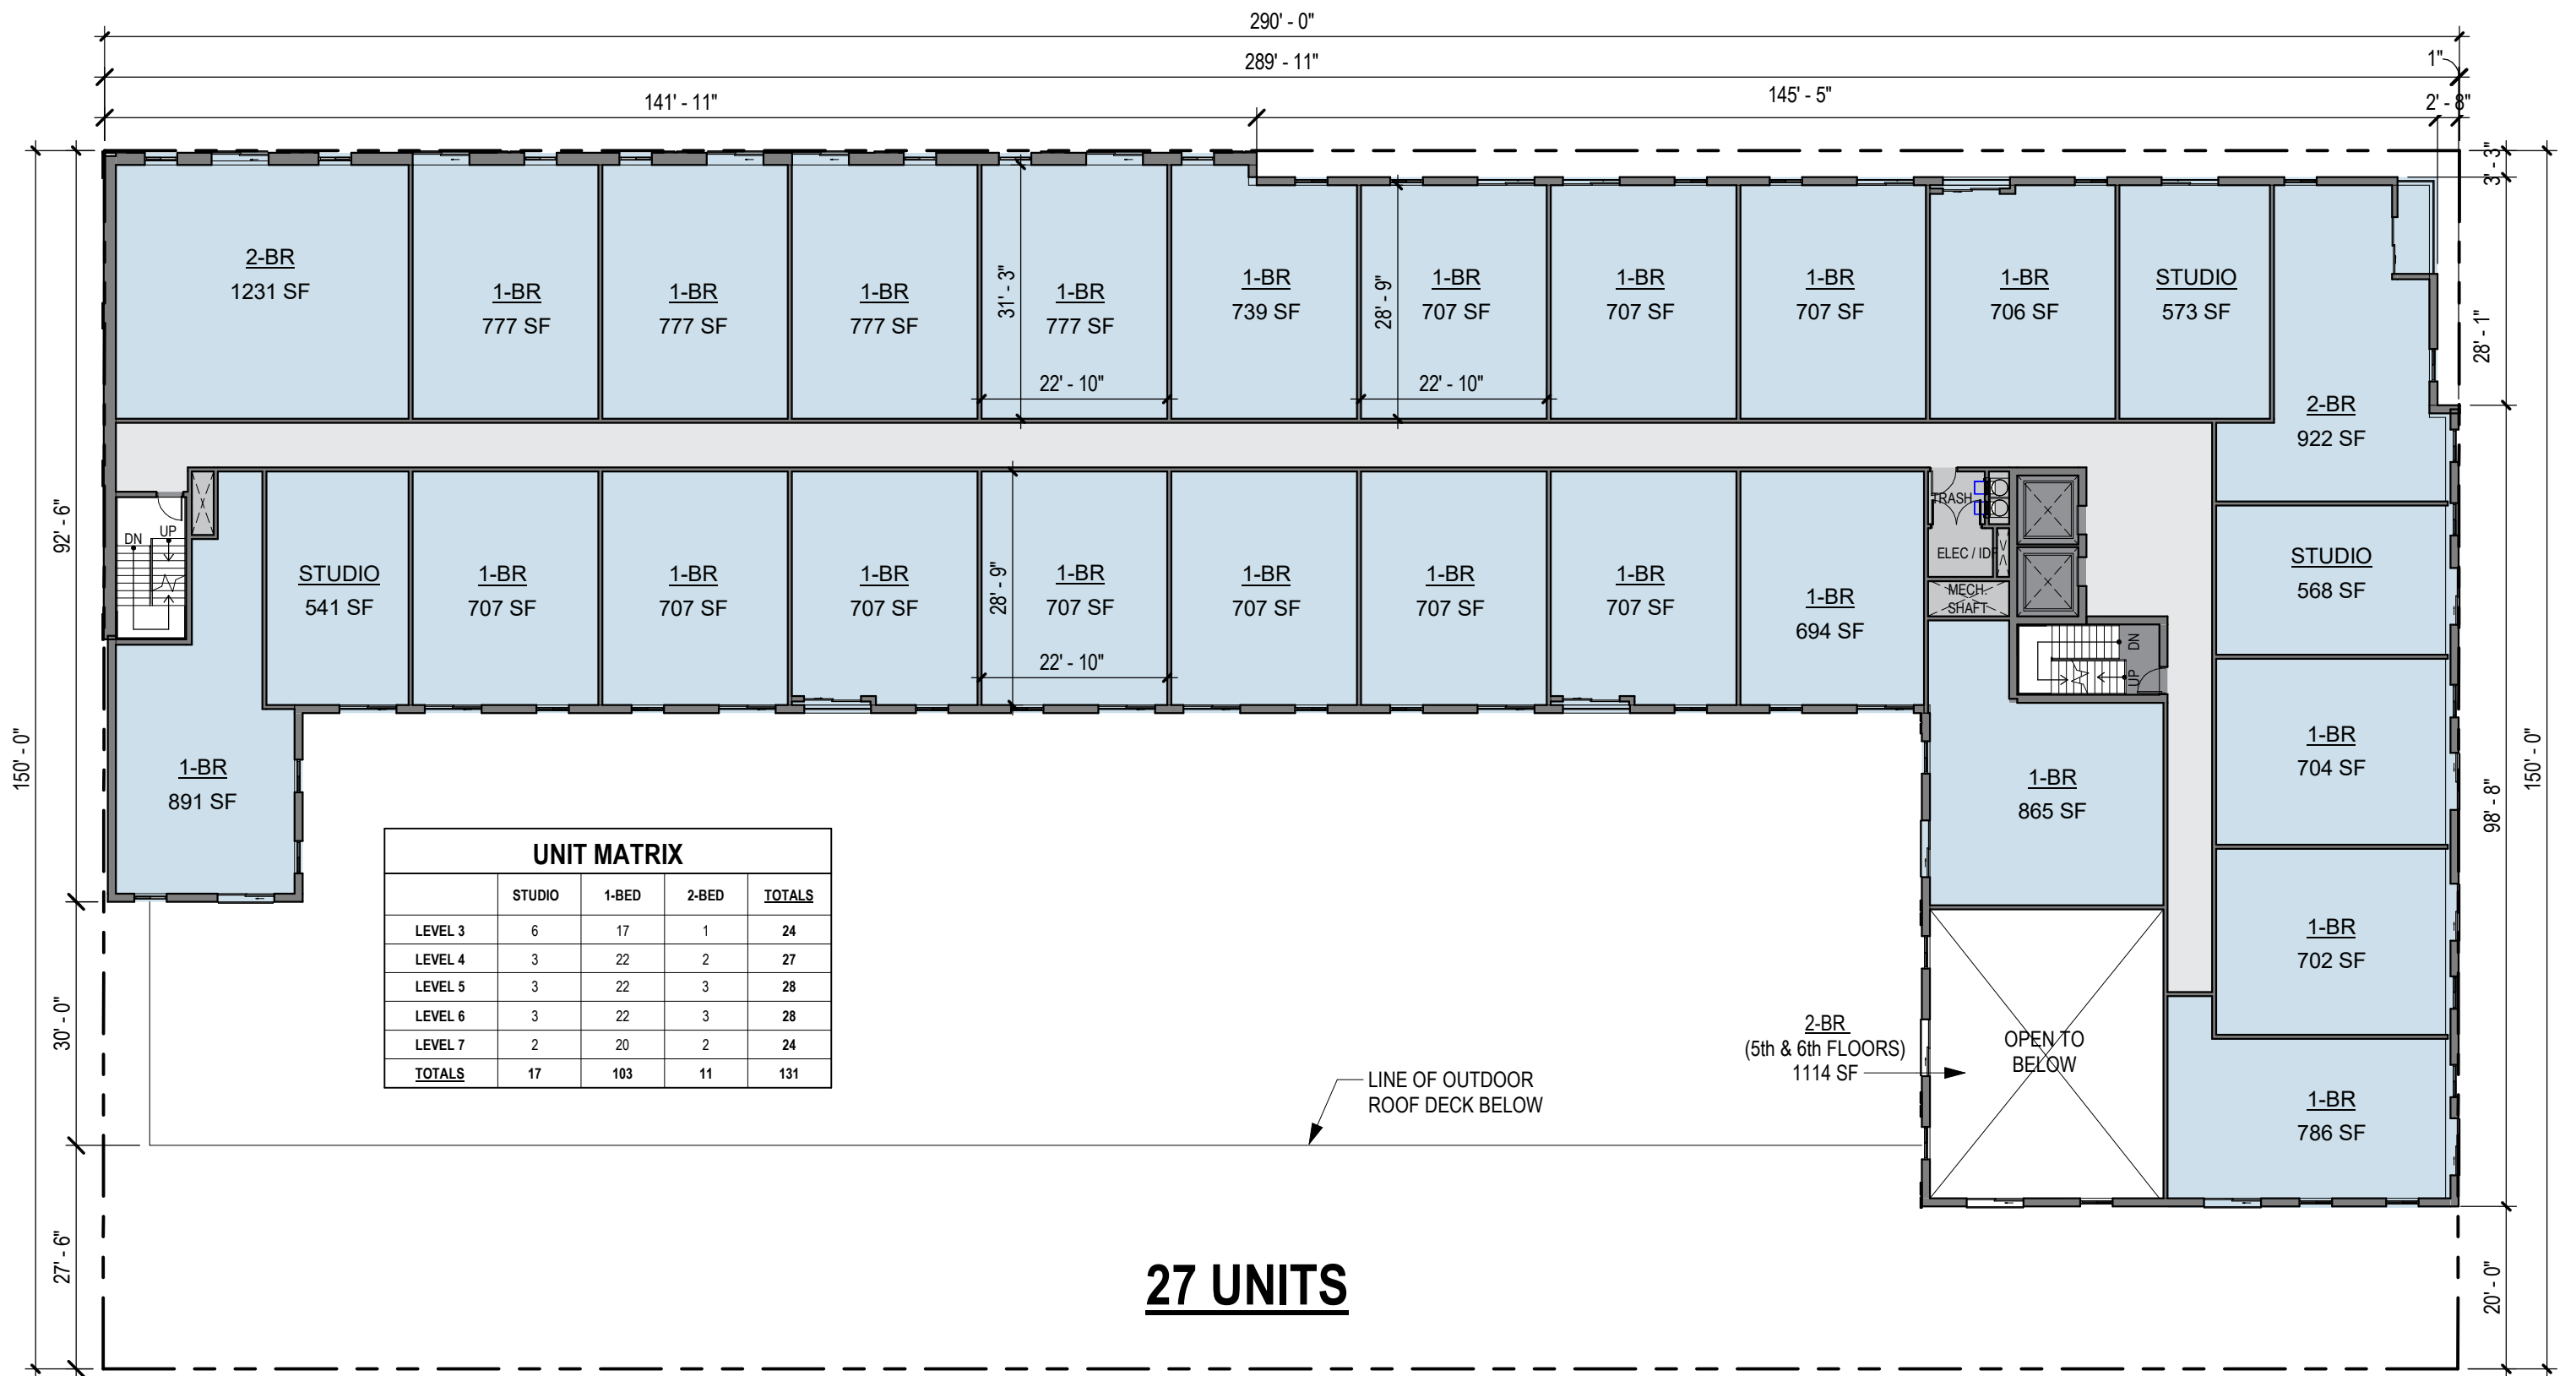 290' - 0"
289' - 11"
1"
141' - 11"
145' - 5"
2' - 8"
3' - 3"
2-BR
1231 SF
1-BR
777 SF
1-BR
777 SF
1-BR
777 SF
31' - 3"
1-BR
777 SF
22' - 10"
1-BR
739 SF
28' - 9"
1-BR
707 SF
22' - 10"
1-BR
707 SF
1-BR
707 SF
1-BR
706 SF
STUDIO
573 SF
2-BR
922 SF
28' - 1"
92' - 6"
150' - 0"
DN
UP
STUDIO
541 SF
1-BR
707 SF
1-BR
707 SF
1-BR
707 SF
28' - 9"
1-BR
707 SF
22' - 10"
1-BR
707 SF
1-BR
707 SF
1-BR
707 SF
1-BR
694 SF
TRASH
ELEC / IDF
MECH.
SHAFT
DN
UP
STUDIO
568 SF
1-BR
704 SF
1-BR
702 SF
1-BR
786 SF
1-BR
865 SF
1-BR
891 SF
98' - 8"
150' - 0"
UNIT MATRIX
STUDIO 1-BED 2-BED TOTALS
LEVEL 3 6 17 1 24
LEVEL 4 3 22 2 27
LEVEL 5 3 22 3 28
LEVEL 6 3 22 3 28
LEVEL 7 2 20 2 24
TOTALS 17 103 11 131
30' - 0"
27' - 6"
LINE OF OUTDOOR
ROOF DECK BELOW
2-BR
(5th & 6th FLOORS)
1114 SF
OPEN TO
BELOW
27 UNITS
20' - 0"